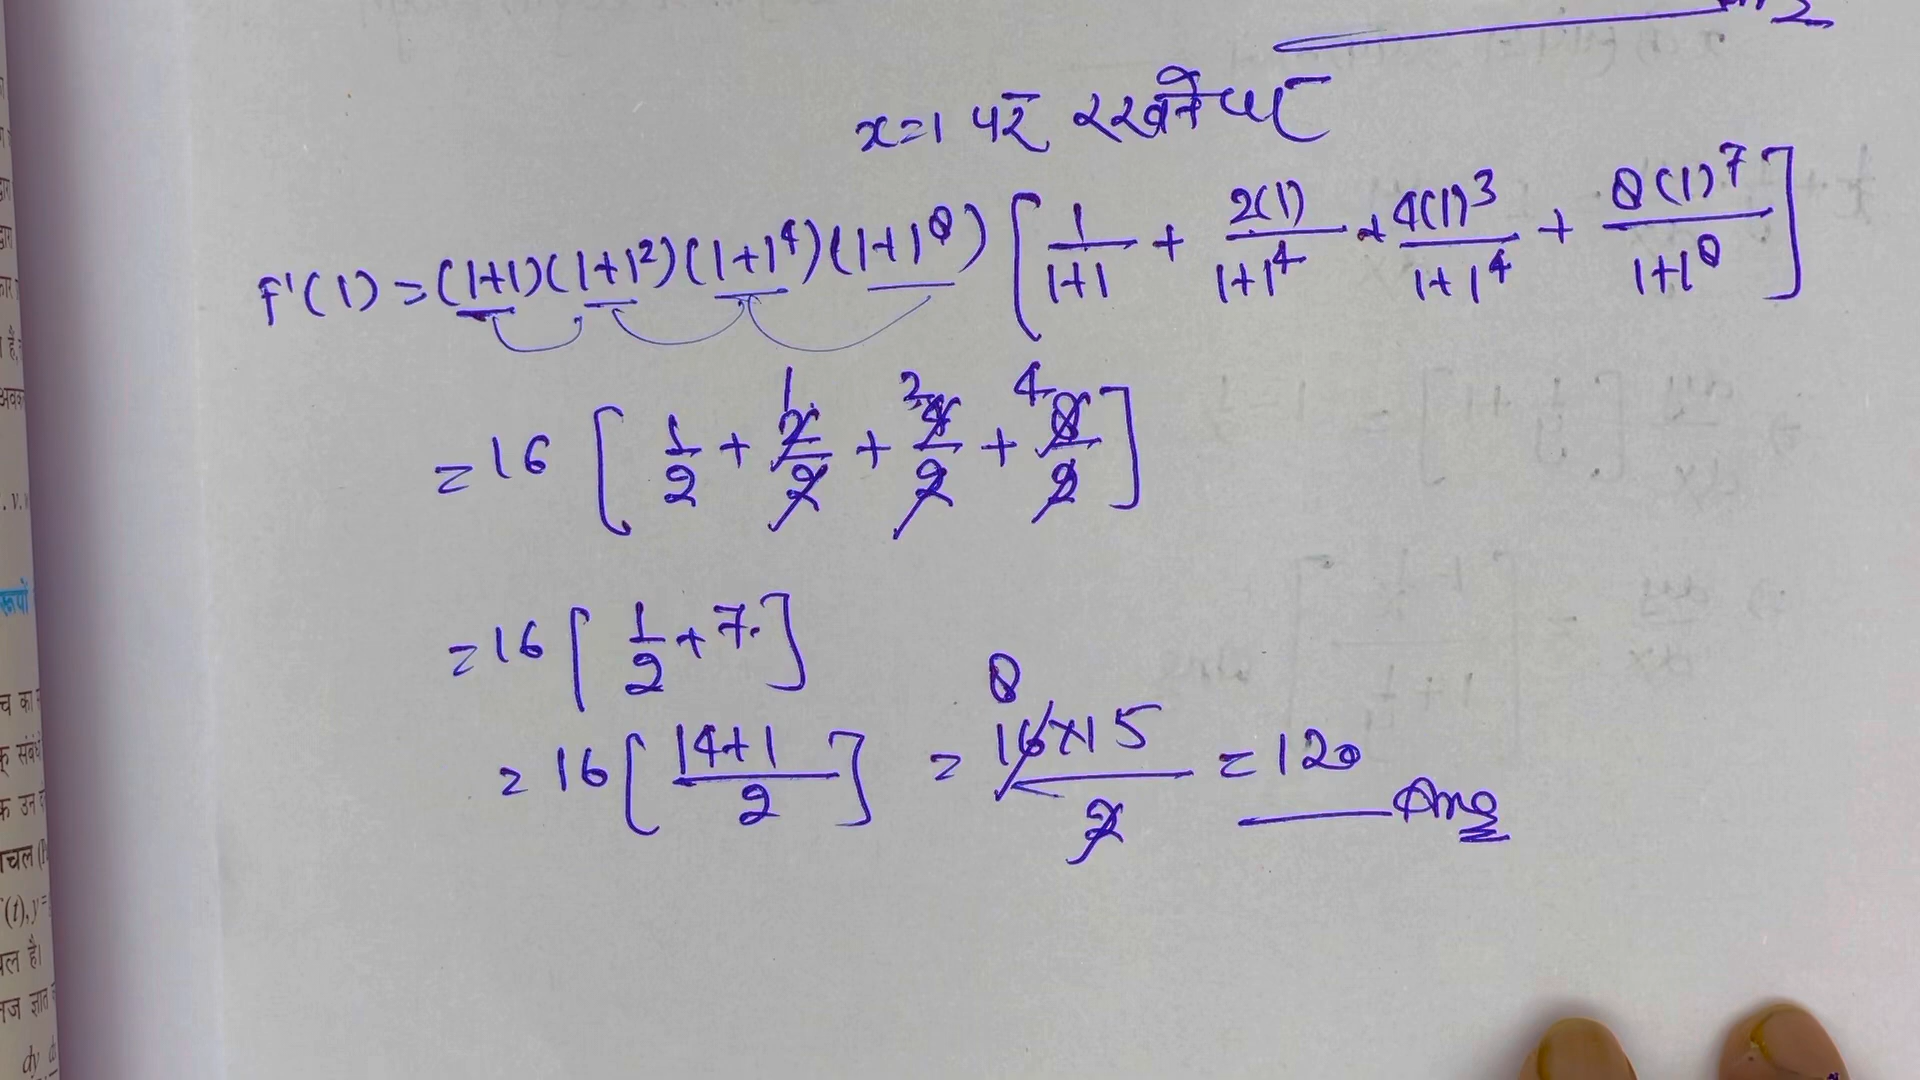 x=1 पर रखने पर
F'(1) = (1+1)(1+1²)(1+1⁴)(1+1⁸) [1/(1+1) + 2(1)/(1+1⁴) + 4(1)³/(1+1⁴) + 8(1)⁷/(1+1⁸)]
= 16 [1/2 + 2/2 + 4/2 + 8/2]
= 16 [1/2 + 7]
= 16 [(14+1)/2] = (16×15)/2 = 120 Ans
रूपों
(t), y=
dy